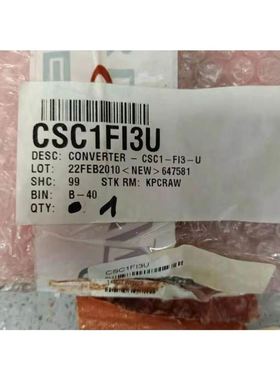 CSC1FI3U
DESC: CONVERTER - CSC1-FI3-U
LOT: 22FEB2010<NEW>647581
SHC: 99 STK RM: KPCRAW
BIN: B-40
QTY: 1
CSC1FI3U